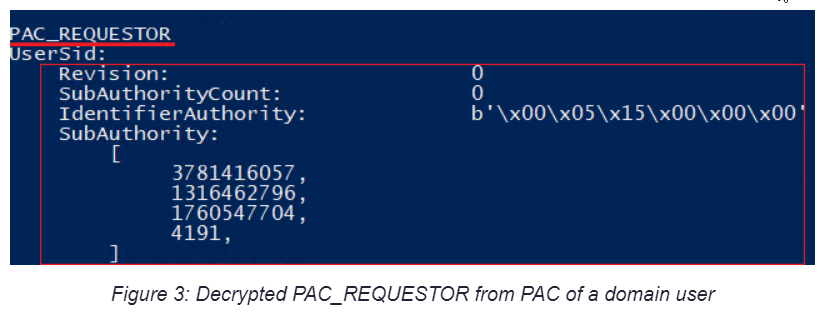 PAC_REQUESTOR
UserSid:
Revision: 0
SubAuthorityCount: 0
IdentifierAuthority: b'\x00\x05\x15\x00\x00\x00'
SubAuthority:
[
3781416057,
1316462796,
1760547704,
4191,
]
Figure 3: Decrypted PAC_REQUESTOR from PAC of a domain user